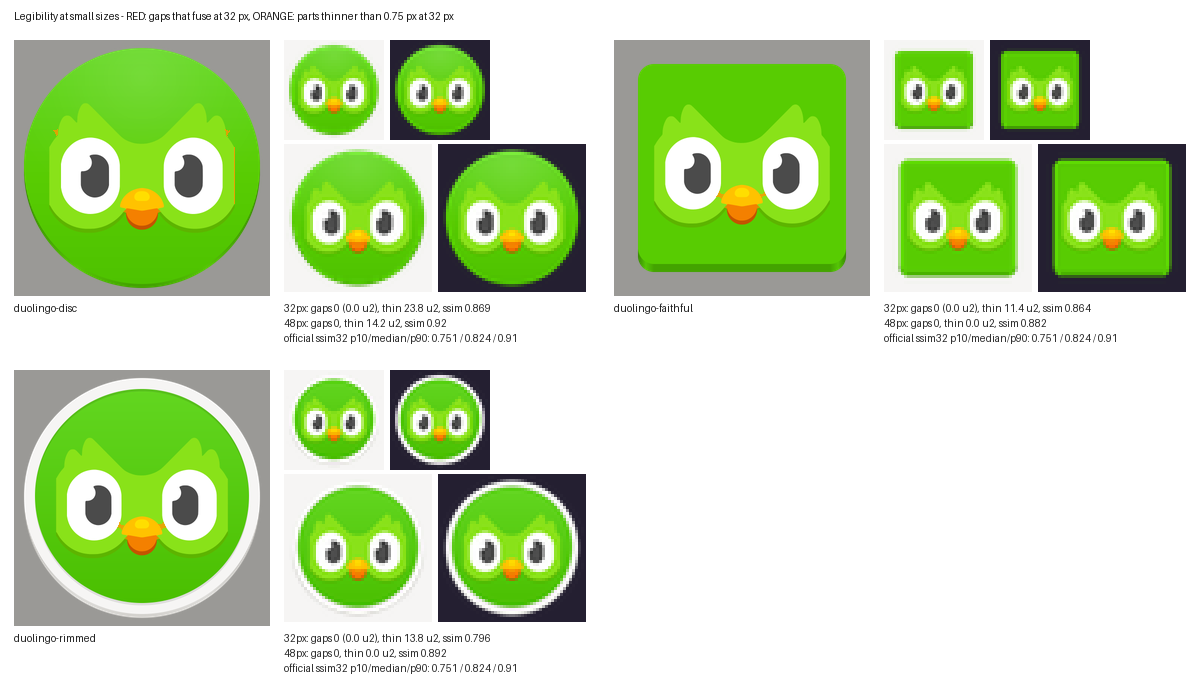 Legibility at small sizes - RED: gaps that fuse at 32 px, ORANGE: parts thinner than 0.75 px at 32 px
duolingo-disc
32px: gaps 0 (0.0 u2), thin 23.8 u2, ssim 0.869
48px: gaps 0, thin 14.2 u2, ssim 0.92
official ssim32 p10/median/p90: 0.751 / 0.824 / 0.91
duolingo-faithful
32px: gaps 0 (0.0 u2), thin 11.4 u2, ssim 0.864
48px: gaps 0, thin 0.0 u2, ssim 0.882
official ssim32 p10/median/p90: 0.751 / 0.824 / 0.91
duolingo-rimmed
32px: gaps 0 (0.0 u2), thin 13.8 u2, ssim 0.796
48px: gaps 0, thin 0.0 u2, ssim 0.892
official ssim32 p10/median/p90: 0.751 / 0.824 / 0.91